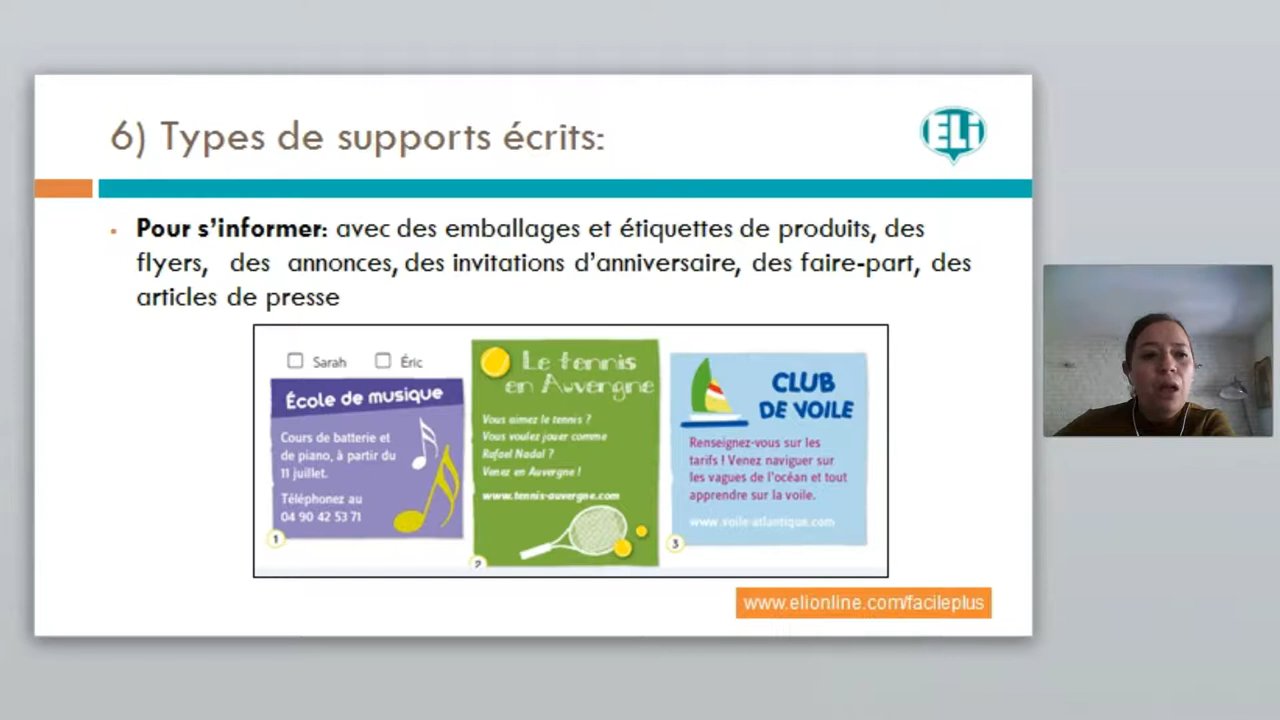 6) Types de supports écrits:
ELi
Pour s'informer: avec des emballages et étiquettes de produits, des
flyers, des annonces, des invitations d'anniversaire, des faire-part, des
articles de presse
Sarah Éric
École de musique
Cours de batterie et
de piano, à partir du
11 juillet.
Téléphonez au
04 90 42 53 71
1
Le tennis
en Auvergne
Vous aimez le tennis ?
Vous voulez jouer comme
Rafael Nadal ?
Venez en Auvergne !
www.tennis-auvergne.com
2
CLUB
DE VOILE
Renseignez-vous sur les
tarifs ! Venez naviguer sur
les vagues de l'océan et tout
apprendre sur la voile.
www.voile-atlantique.com
3
www.elionline.com/facileplus